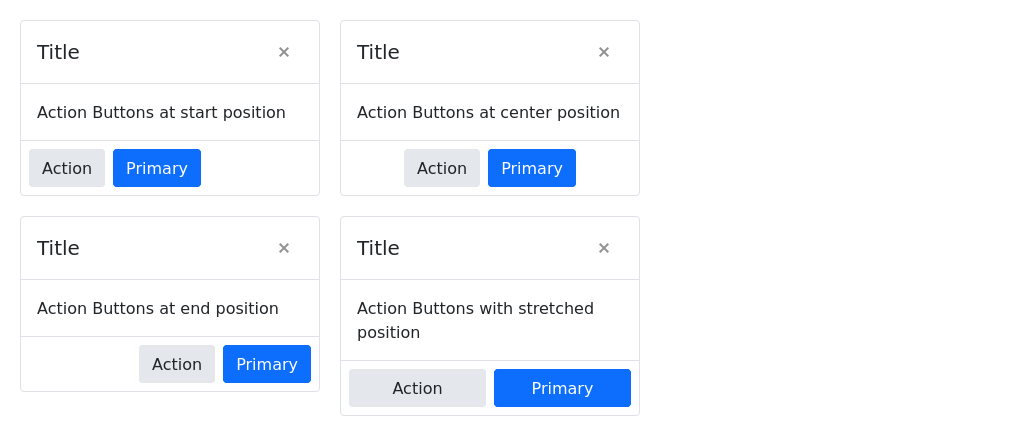 Title ×
Action Buttons at start position
Action Primary
Title ×
Action Buttons at center position
Action Primary
Title ×
Action Buttons at end position
Action Primary
Title ×
Action Buttons with stretched
position
Action Primary